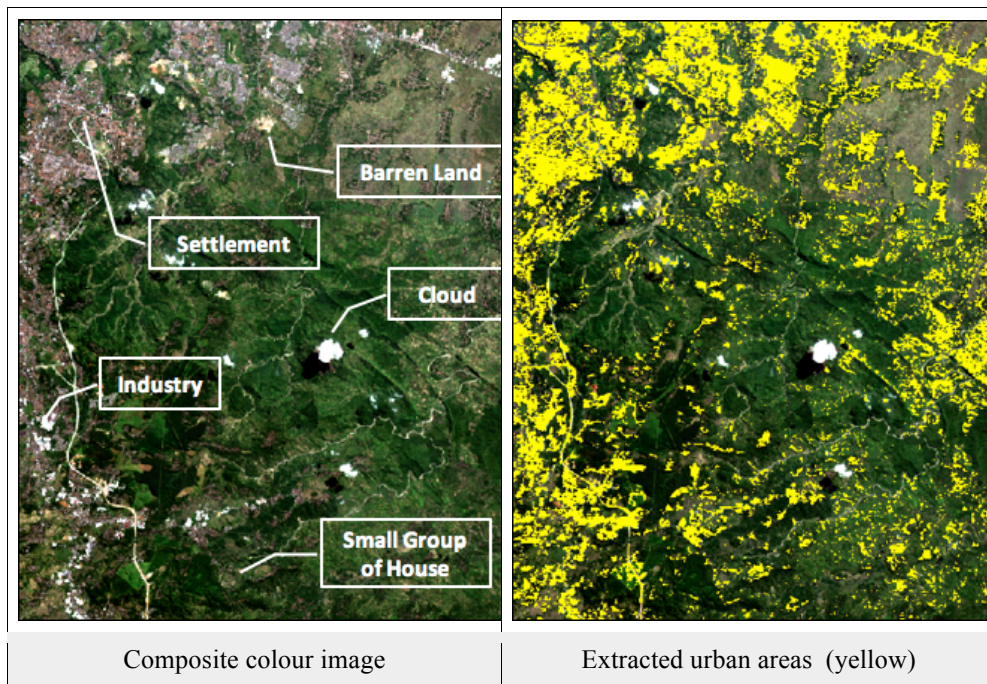 Barren Land
Settlement
Cloud
Industry
Small Group
of House
Composite colour image
Extracted urban areas (yellow)